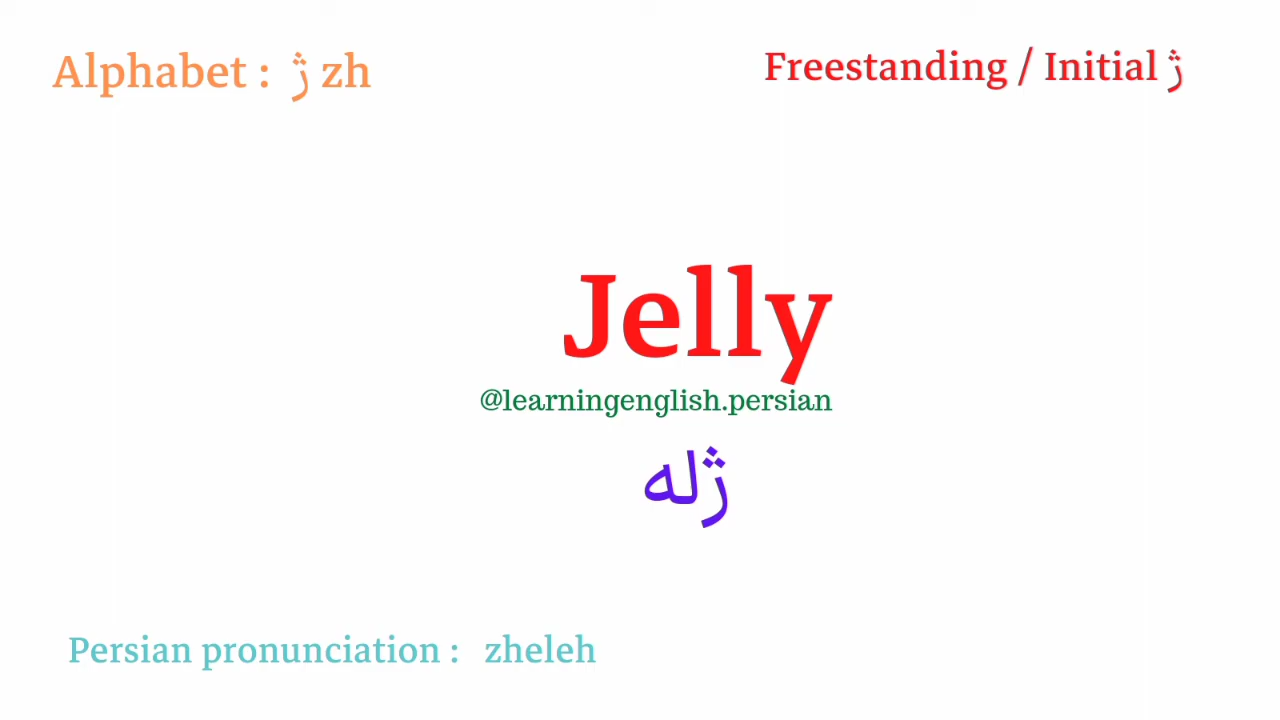 Alphabet : ژ zh
Freestanding / Initial ژ
Jelly
@learningenglish.persian
ژله
Persian pronunciation : zheleh